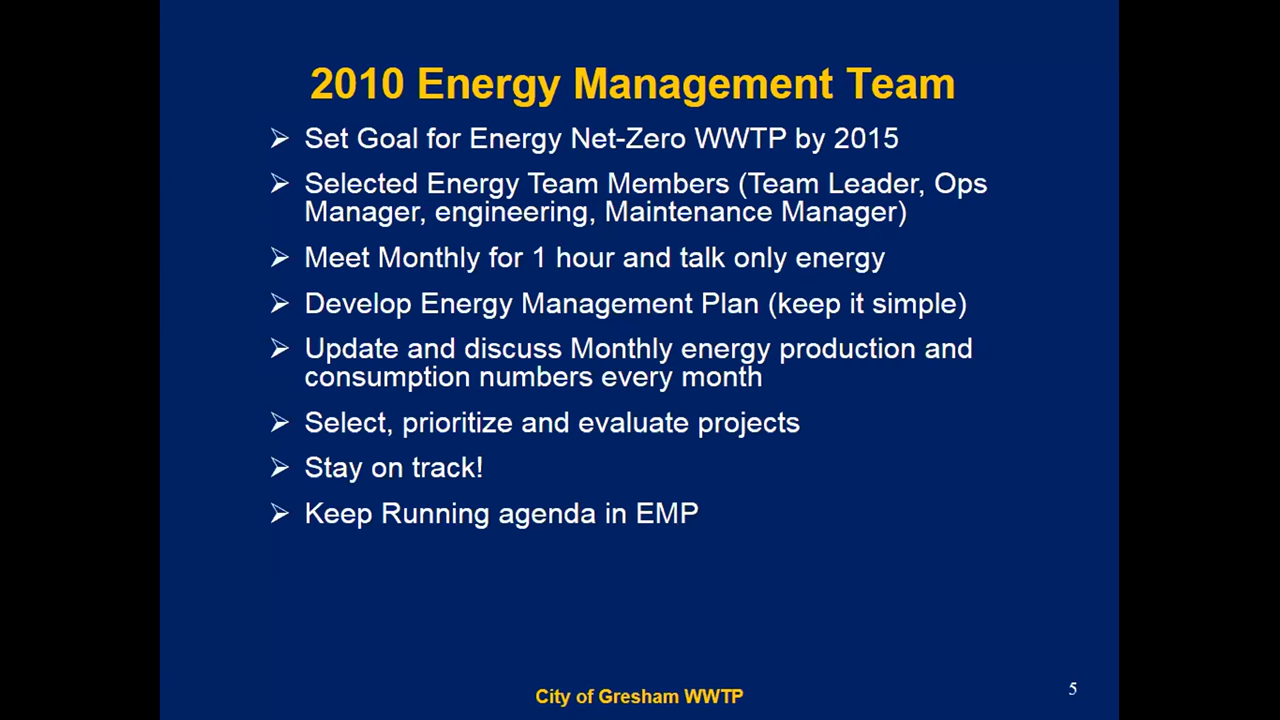 2010 Energy Management Team
➢ Set Goal for Energy Net-Zero WWTP by 2015
➢ Selected Energy Team Members (Team Leader, Ops
Manager, engineering, Maintenance Manager)
➢ Meet Monthly for 1 hour and talk only energy
➢ Develop Energy Management Plan (keep it simple)
➢ Update and discuss Monthly energy production and
consumption numbers every month
➢ Select, prioritize and evaluate projects
➢ Stay on track!
➢ Keep Running agenda in EMP
City of Gresham WWTP
5